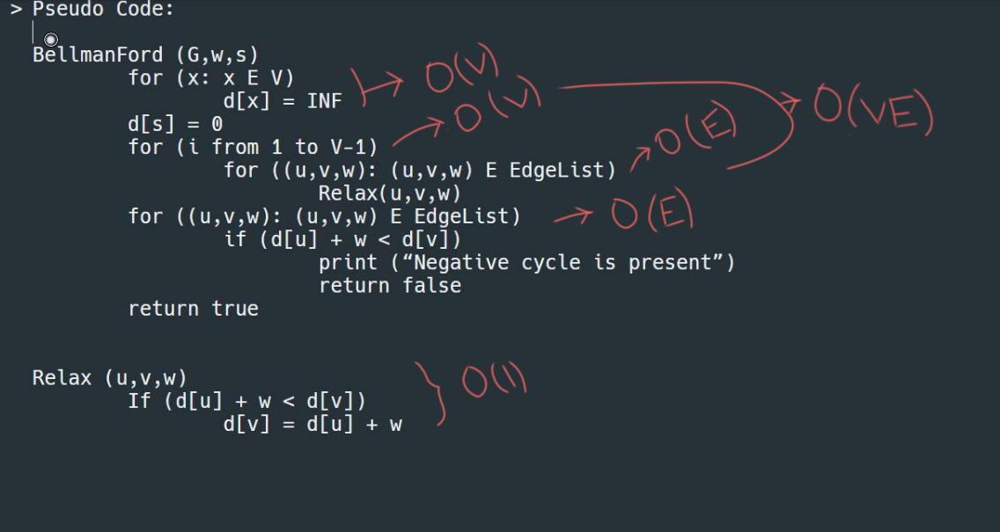 > Pseudo Code:
BellmanFord (G,w,s)
for (x: x E V)
d[x] = INF
O(V)
d[s] = 0
for (i from 1 to V-1)
O(V)
for ((u,v,w): (u,v,w) E EdgeList)
O(E)
O(VE)
Relax(u,v,w)
for ((u,v,w): (u,v,w) E EdgeList)
O(E)
if (d[u] + w < d[v])
print (“Negative cycle is present”)
return false
return true
Relax (u,v,w)
If (d[u] + w < d[v])
d[v] = d[u] + w
O(1)